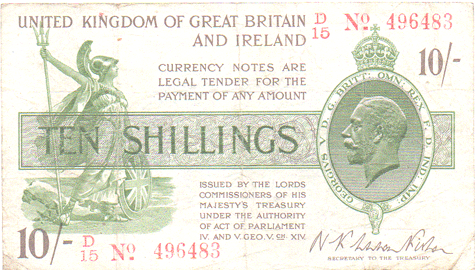 UNITED KINGDOM OF GREAT BRITAIN
AND IRELAND
D/15 No. 496483
CURRENCY NOTES ARE
LEGAL TENDER FOR THE
PAYMENT OF ANY AMOUNT
10/-
GEORGIVS V. D. G. BRITT: OMN: REX F. D. IND: IMP:
TEN SHILLINGS
ISSUED BY THE LORDS
COMMISSIONERS OF HIS
MAJESTY'S TREASURY
UNDER THE AUTHORITY
OF ACT OF PARLIAMENT
IV. AND V. GEO. V. CH. XIV.
10/- D/15 No. 496483
SECRETARY TO THE TREASURY